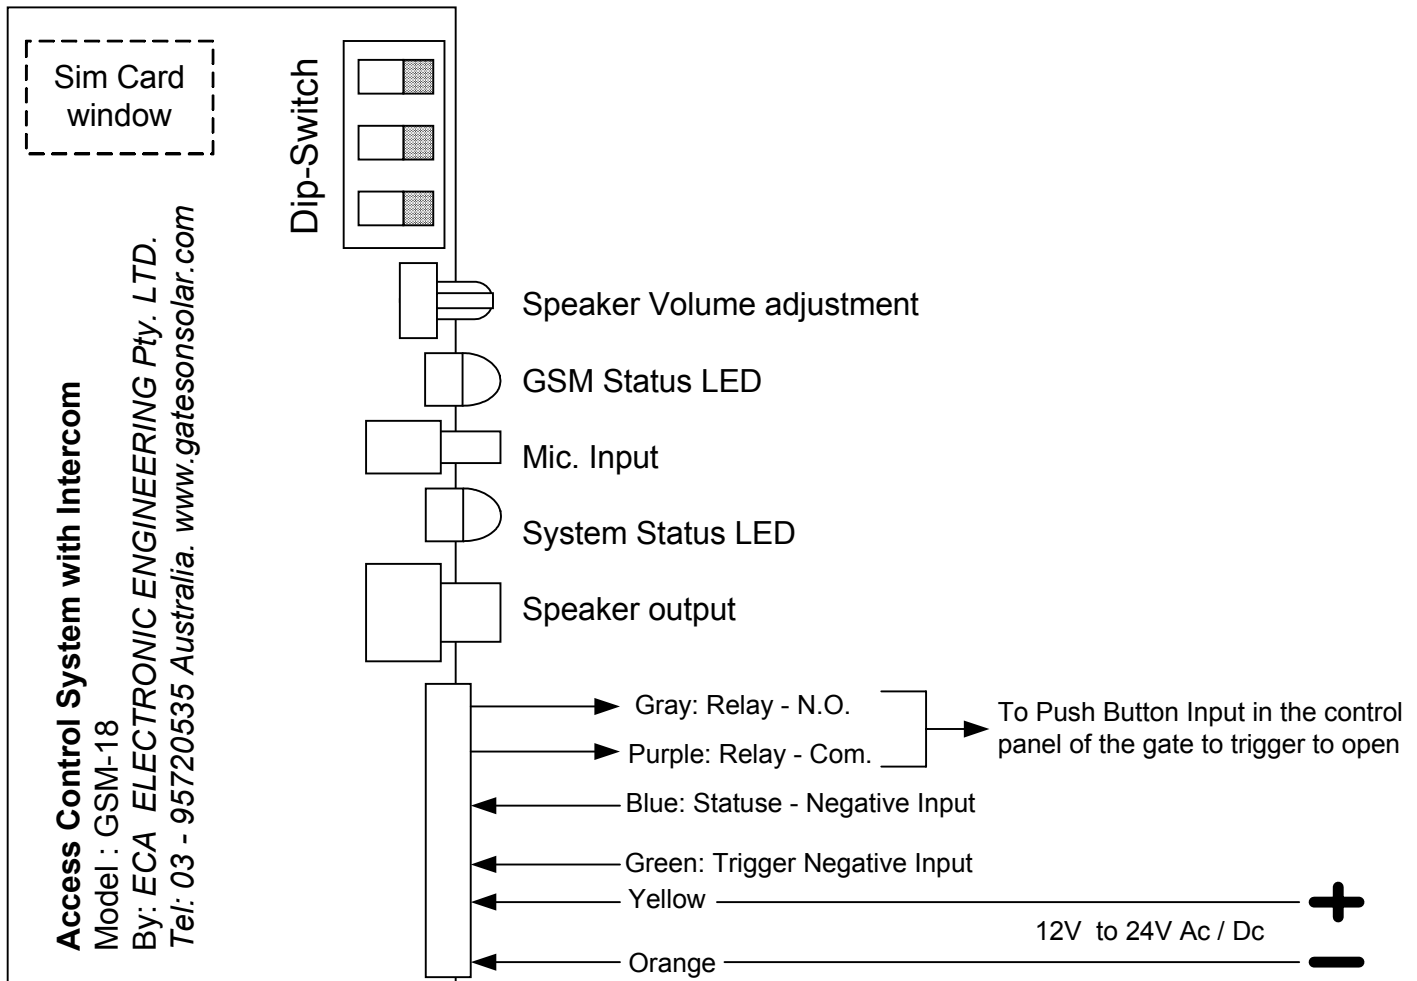 Sim Card
window
Dip-Switch
Access Control System with Intercom
Model : GSM-18
By: ECA ELECTRONIC ENGINEERING Pty. LTD.
Tel: 03 - 95720535 Australia. www.gatesonsolar.com
Speaker Volume adjustment
GSM Status LED
Mic. Input
System Status LED
Speaker output
Gray: Relay - N.O.
Purple: Relay - Com.
To Push Button Input in the control
panel of the gate to trigger to open
Blue: Statuse - Negative Input
Green: Trigger Negative Input
Yellow
12V to 24V Ac / Dc
Orange